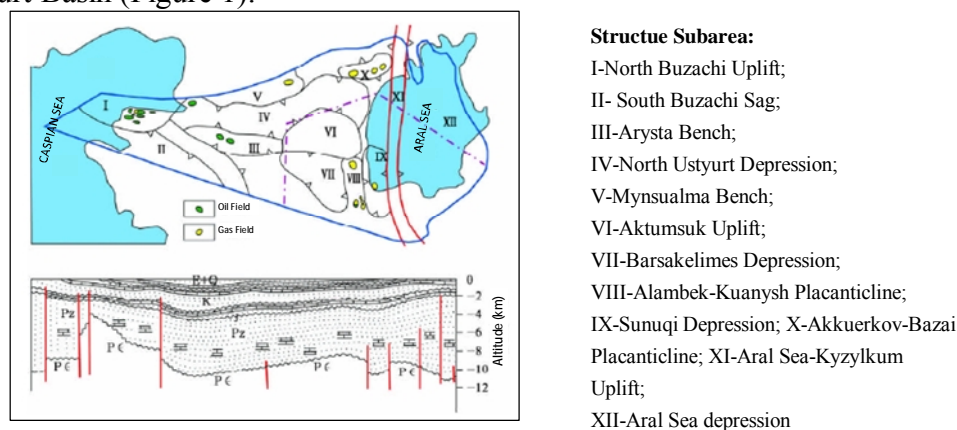 urt Basin (Figure 1).
CASPIAN SEA
I
II
III
IV
V
VI
VII
VIII
IX
X
XI
ARAL SEA
XII
Oil Field
Gas Field
E+Q
K
J
Pz
Pz
P Є
P Є
P Є
P Є
0
−2
−4
−6
−8
−10
−12
Altitude (km)
Structue Subarea:
I-North Buzachi Uplift;
II- South Buzachi Sag;
III-Arysta Bench;
IV-North Ustyurt Depression;
V-Mynsualma Bench;
VI-Aktumsuk Uplift;
VII-Barsakelimes Depression;
VIII-Alambek-Kuanysh Placanticline;
IX-Sunuqi Depression; X-Akkuerkov-Bazai
Placanticline; XI-Aral Sea-Kyzylkum
Uplift;
XII-Aral Sea depression